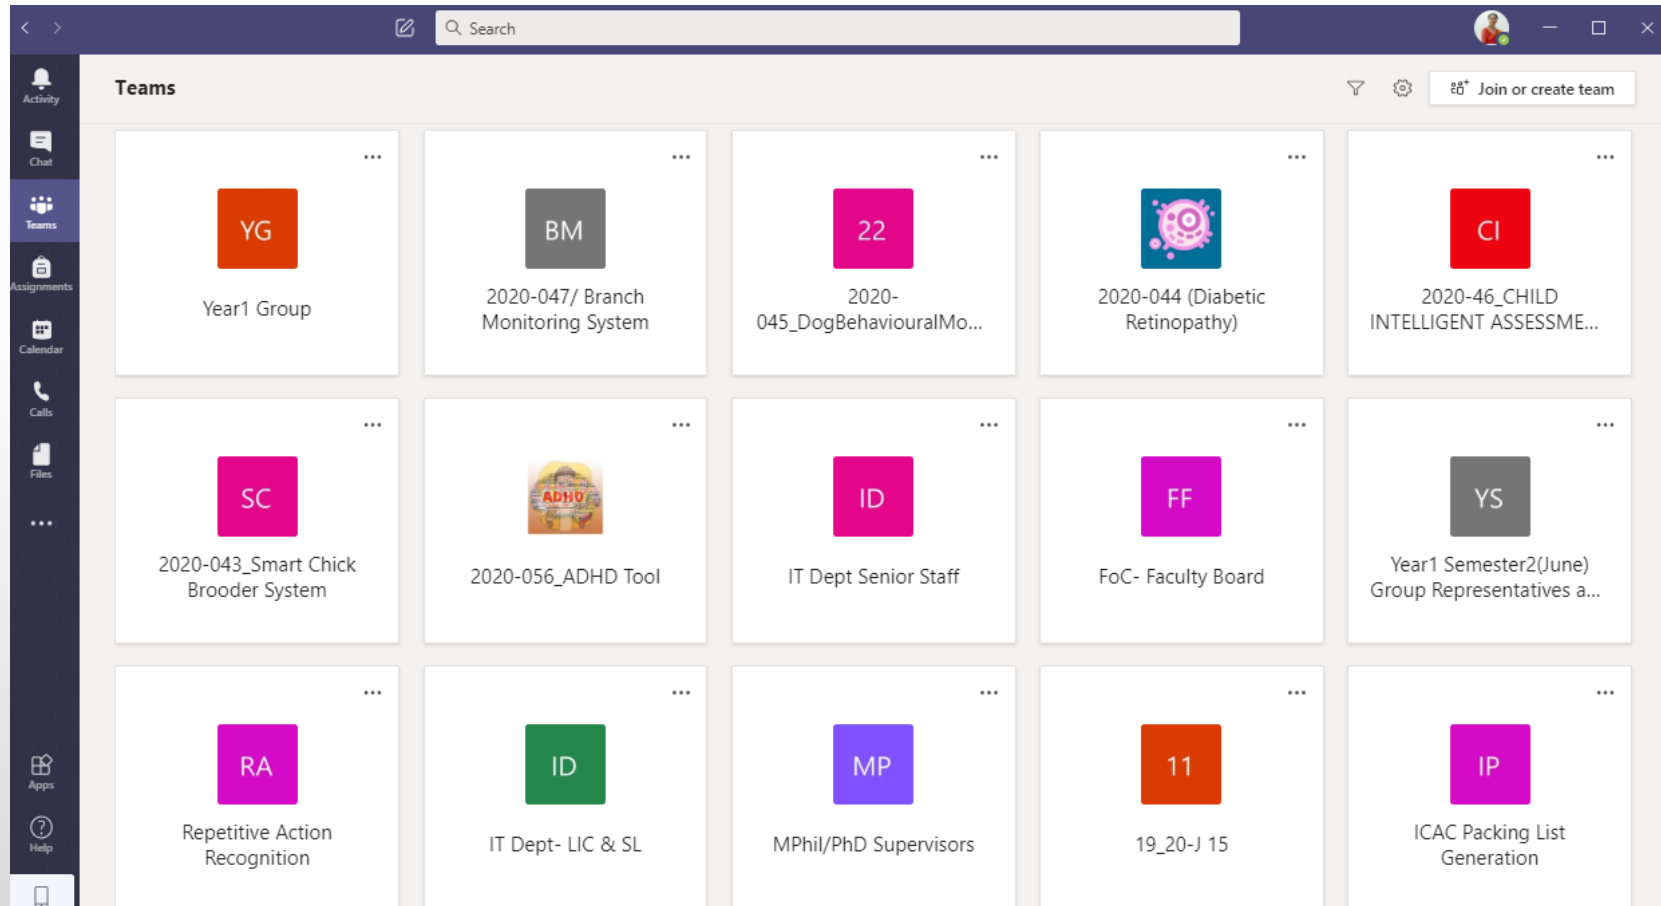 Search
Activity
Chat
Teams
Assignments
Calendar
Calls
Files
Apps
Help
Teams
Join or create team
YG
Year1 Group
BM
2020-047/ Branch
Monitoring System
22
2020-
045_DogBehaviouralMo...
2020-044 (Diabetic
Retinopathy)
CI
2020-46_CHILD
INTELLIGENT ASSESSME...
SC
2020-043_Smart Chick
Brooder System
ADHD
2020-056_ADHD Tool
ID
IT Dept Senior Staff
FF
FoC- Faculty Board
YS
Year1 Semester2(June)
Group Representatives a...
RA
Repetitive Action
Recognition
ID
IT Dept- LIC & SL
MP
MPhil/PhD Supervisors
11
19_20-J 15
IP
ICAC Packing List
Generation